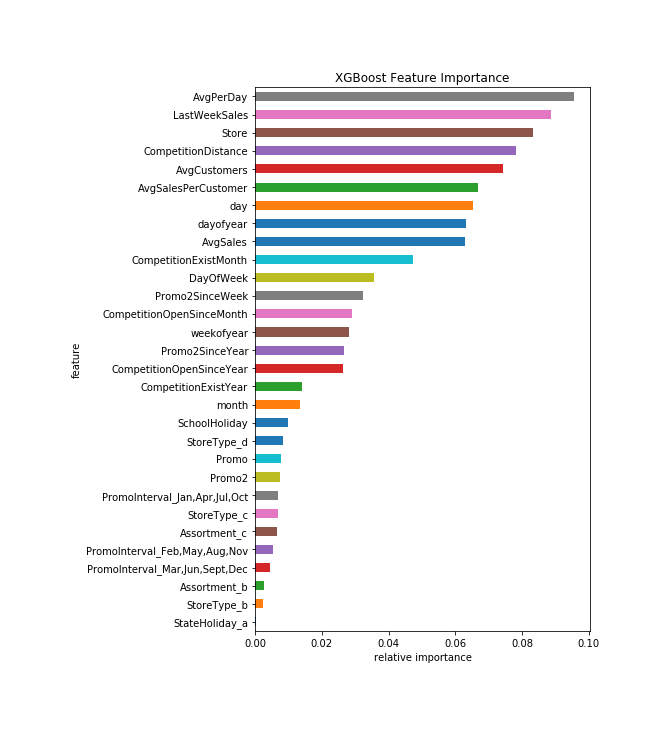 XGBoost Feature Importance
AvgPerDay
LastWeekSales
Store
CompetitionDistance
AvgCustomers
AvgSalesPerCustomer
day
dayofyear
AvgSales
CompetitionExistMonth
DayOfWeek
Promo2SinceWeek
CompetitionOpenSinceMonth
weekofyear
Promo2SinceYear
CompetitionOpenSinceYear
CompetitionExistYear
month
SchoolHoliday
StoreType_d
Promo
Promo2
PromoInterval_Jan,Apr,Jul,Oct
StoreType_c
Assortment_c
PromoInterval_Feb,May,Aug,Nov
PromoInterval_Mar,Jun,Sept,Dec
Assortment_b
StoreType_b
StateHoliday_a
feature
0.00 0.02 0.04 0.06 0.08 0.10
relative importance